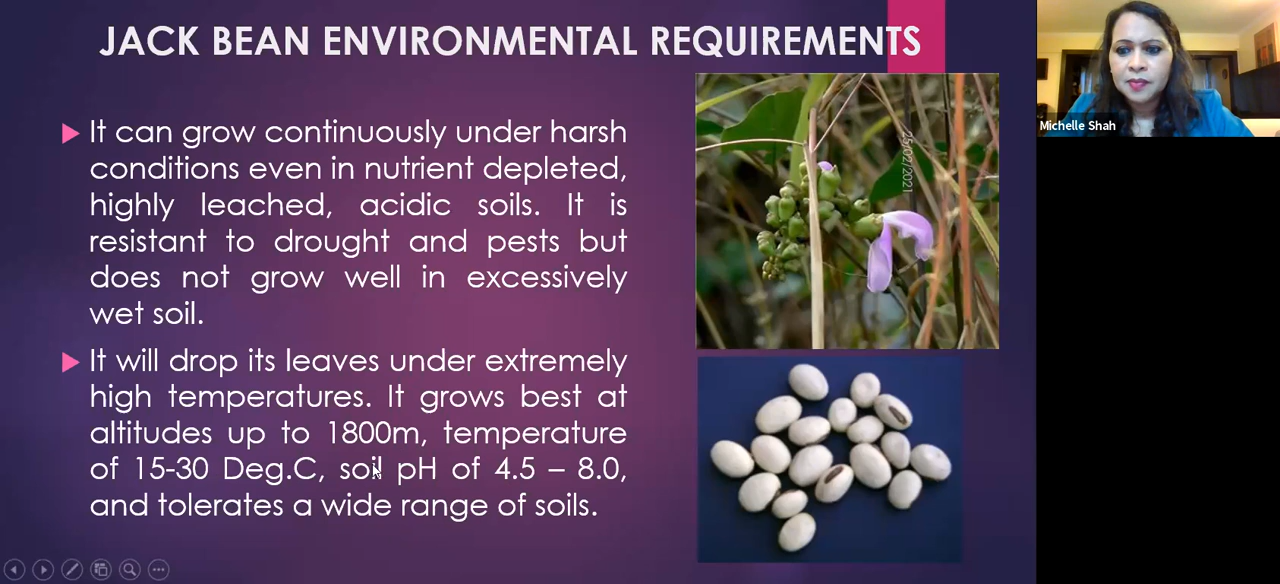 JACK BEAN ENVIRONMENTAL REQUIREMENTS
It can grow continuously under harsh
conditions even in nutrient depleted,
highly leached, acidic soils. It is
resistant to drought and pests but
does not grow well in excessively
wet soil.
It will drop its leaves under extremely
high temperatures. It grows best at
altitudes up to 1800m, temperature
of 15-30 Deg.C, soil pH of 4.5 – 8.0,
and tolerates a wide range of soils.
25/02/2021
Michelle Shah